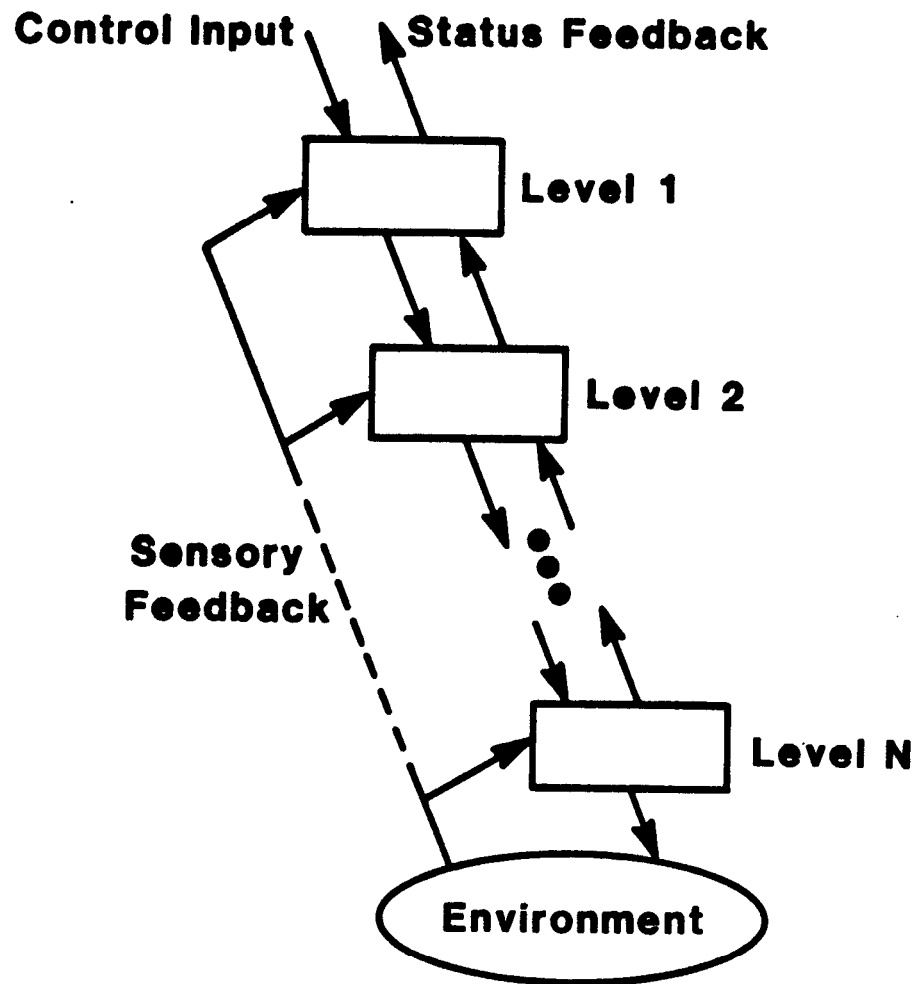 Control Input
Status Feedback
Level 1
Level 2
Sensory
Feedback
Level N
Environment